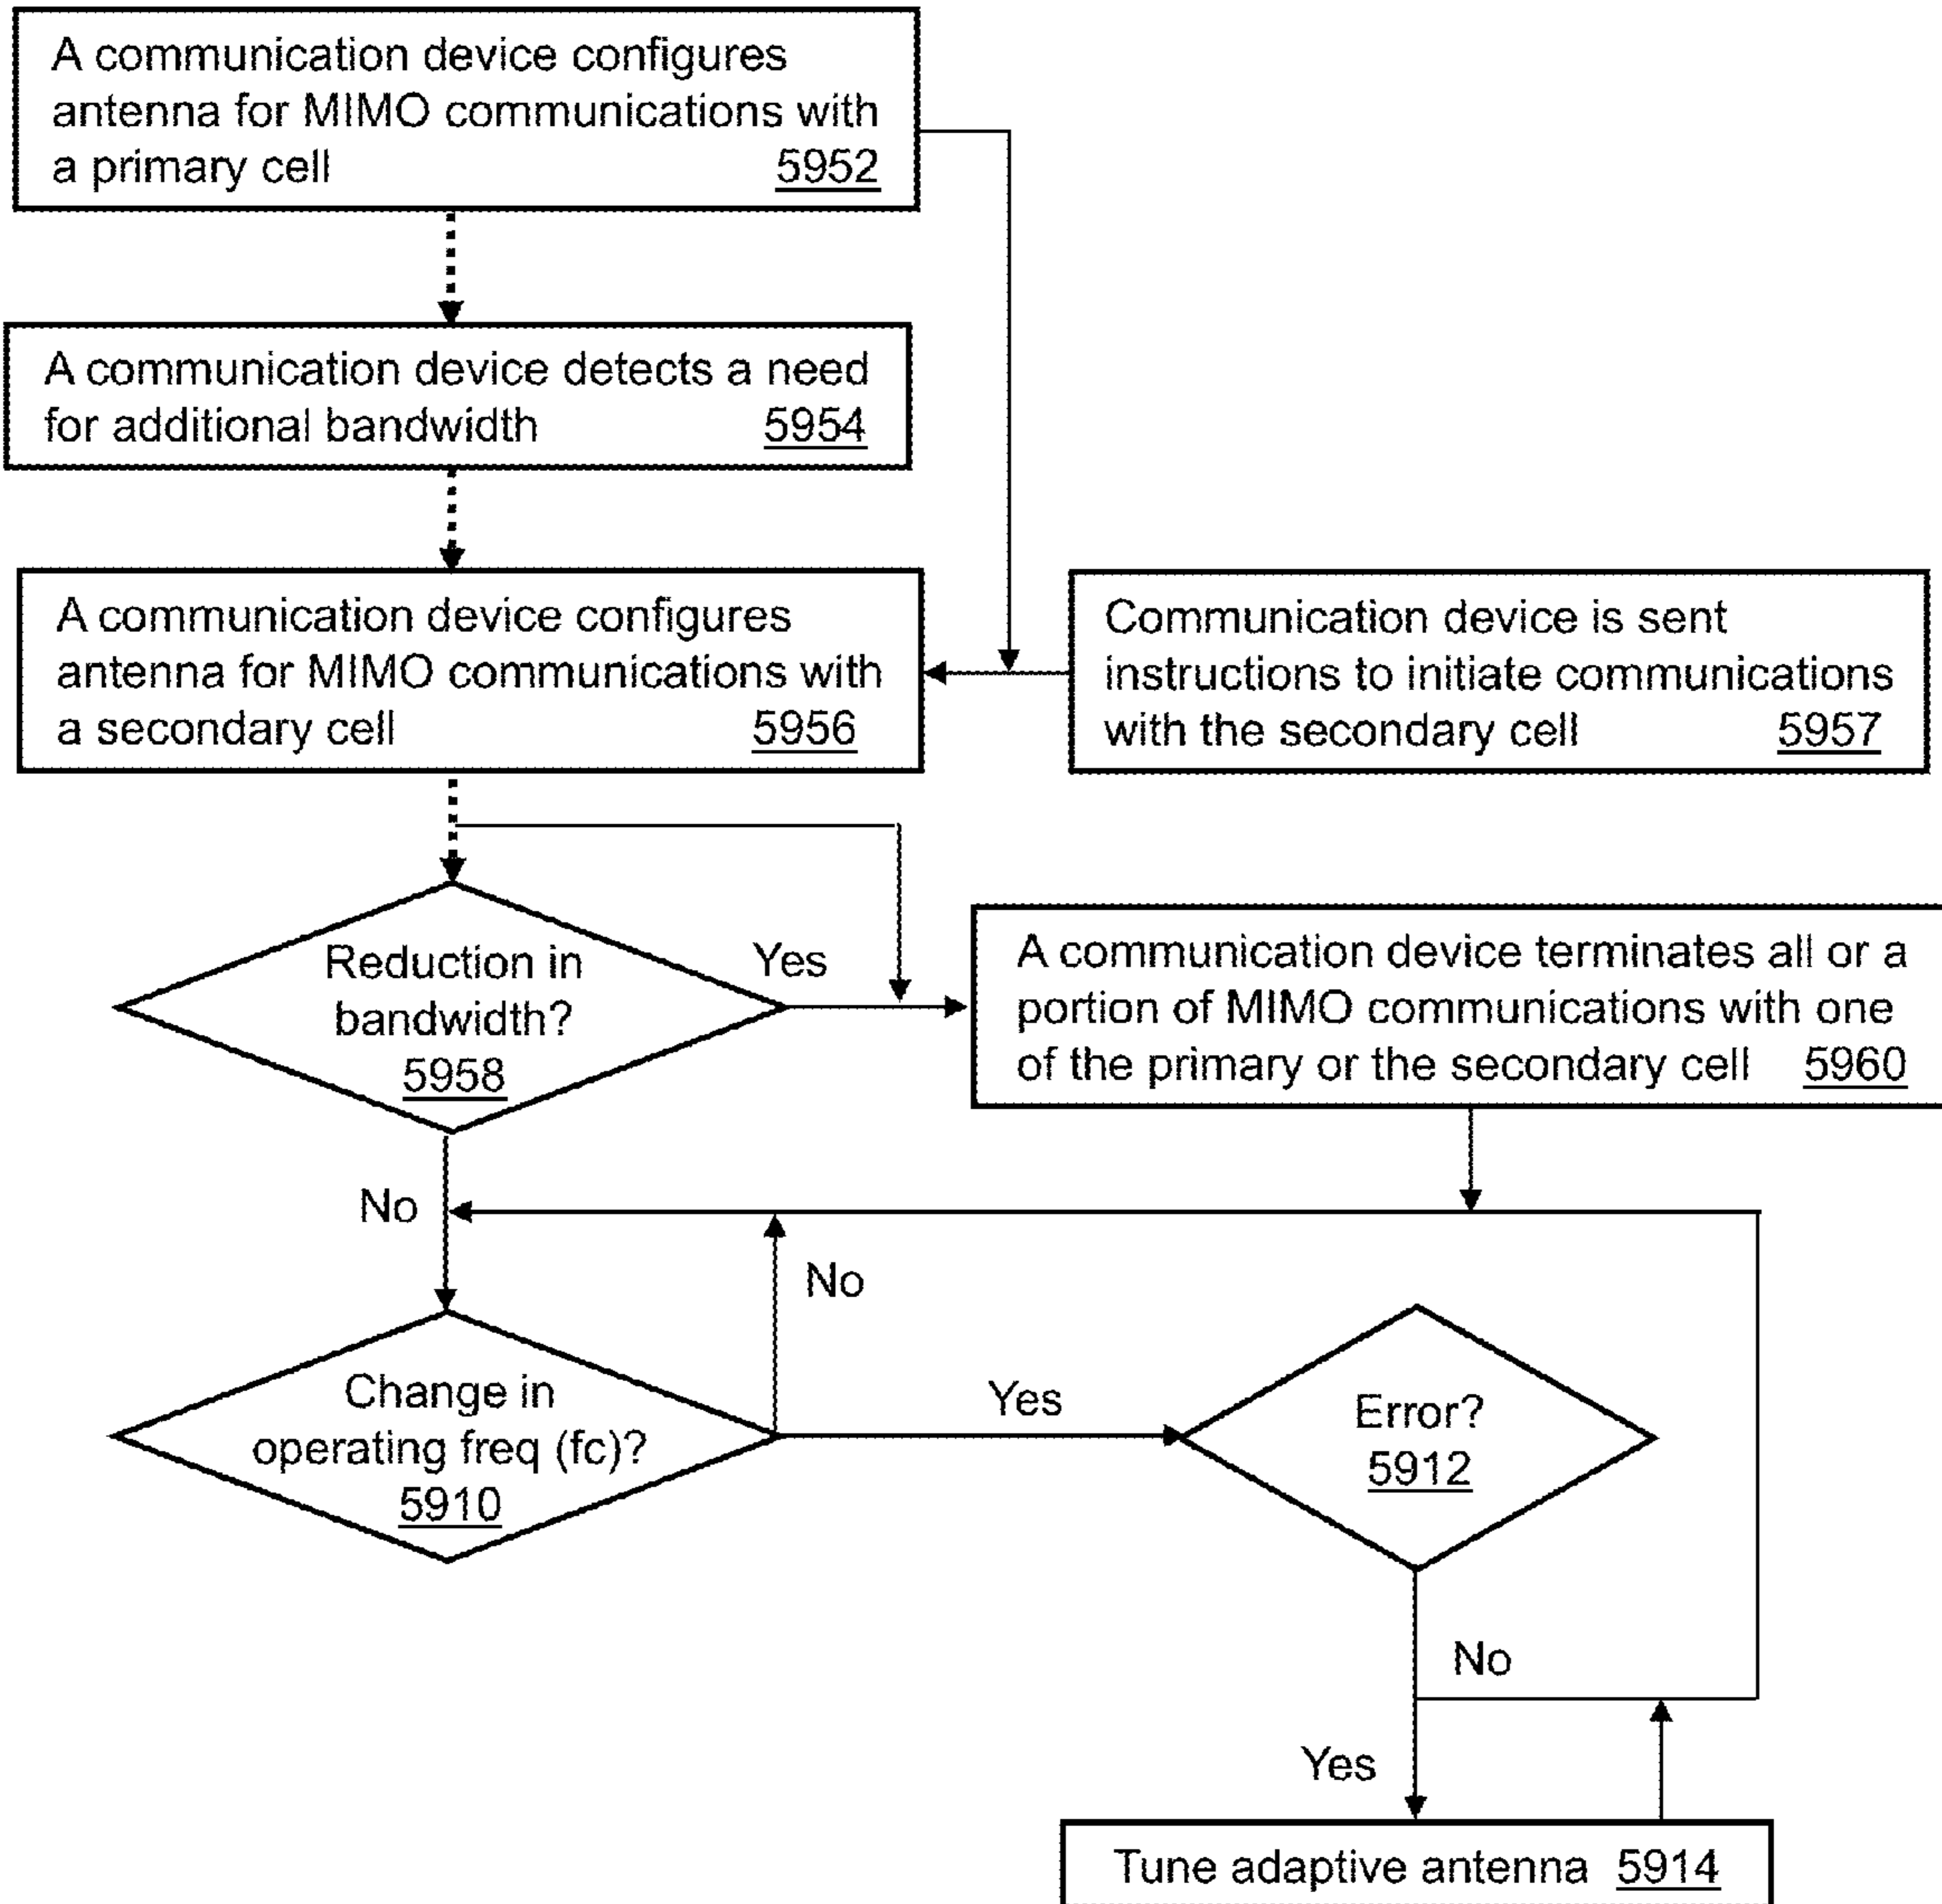 A communication device configures
antenna for MIMO communications with
a primary cell 5952
A communication device detects a need
for additional bandwidth 5954
A communication device configures
antenna for MIMO communications with
a secondary cell 5956
Communication device is sent
instructions to initiate communications
with the secondary cell 5957
Reduction in
bandwidth?
5958
Yes
A communication device terminates all or a
portion of MIMO communications with one
of the primary or the secondary cell 5960
No
No
Change in
operating freq (fc)?
5910
Yes
Error?
5912
No
Yes
Tune adaptive antenna 5914